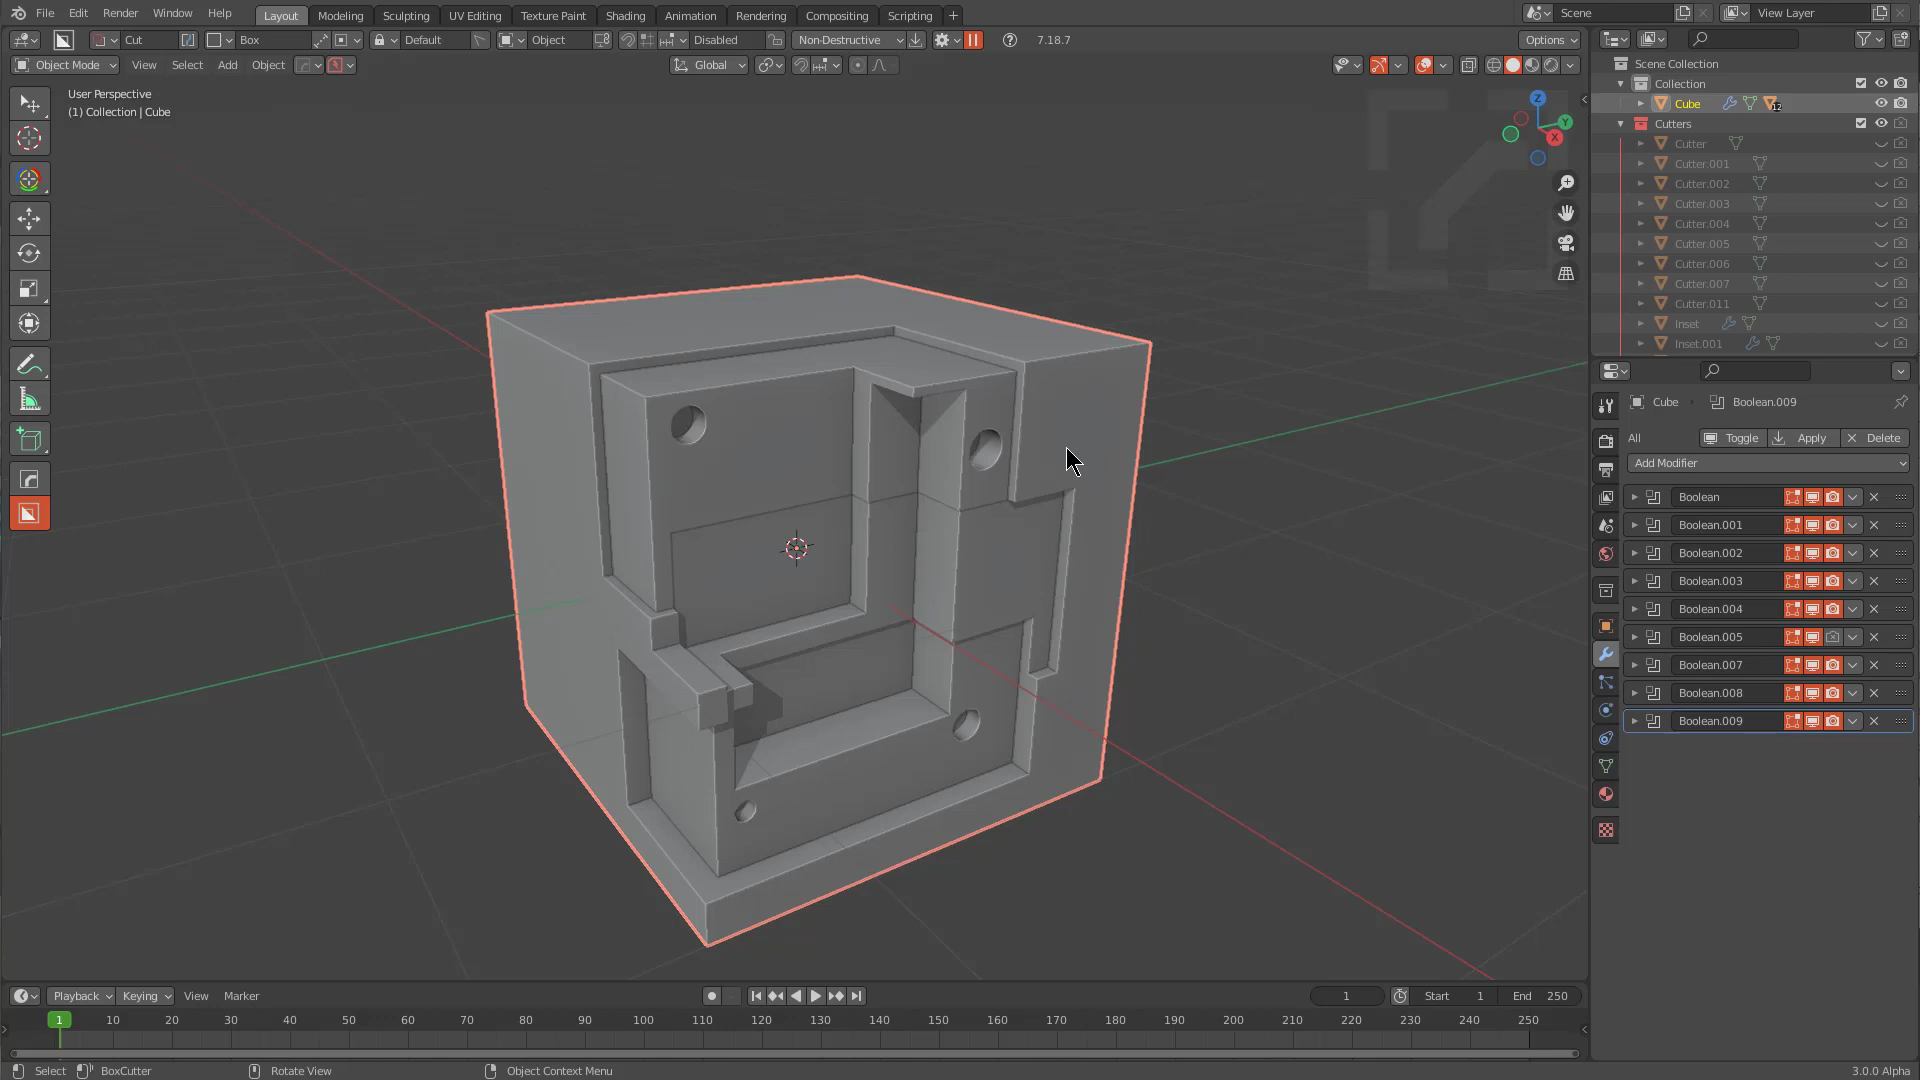 File Edit Render Window Help
Layout Modeling Sculpting UV Editing Texture Paint Shading Animation Rendering Compositing Scripting +
Scene View Layer
Cut Box Default Object Disabled Non-Destructive 7.18.7 Options
Object Mode View Select Add Object Global
User Perspective
(1) Collection | Cube
Z
Y
X
Scene Collection
Collection
Cube 12
Cutters
Cutter
Cutter.001
Cutter.002
Cutter.003
Cutter.004
Cutter.005
Cutter.006
Cutter.007
Cutter.011
Inset
Inset.001
Cube Boolean.009
All Toggle Apply Delete
Add Modifier
Boolean
Boolean.001
Boolean.002
Boolean.003
Boolean.004
Boolean.005
Boolean.007
Boolean.008
Boolean.009
Playback Keying View Marker 1 Start 1 End 250
1 10 20 30 40 50 60 70 80 90 100 110 120 130 140 150 160 170 180 190 200 210 220 230 240 250
Select BoxCutter Rotate View Object Context Menu 3.0.0 Alpha